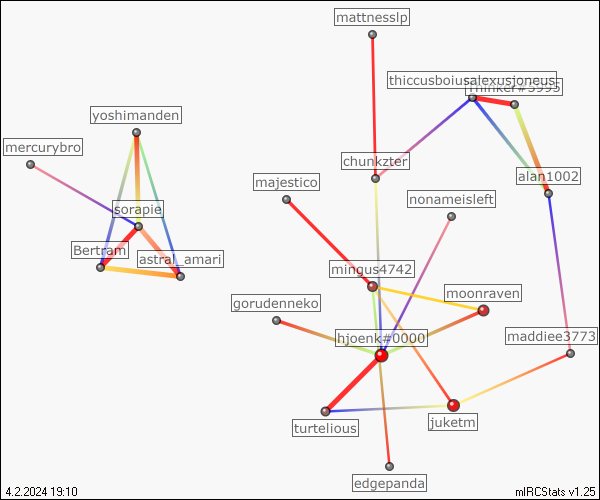 mattnesslp
thiccusboiusalexusjoneus
Thinker#5995
yoshimanden
mercurybro
chunkzter
alan1002
majestico
nonameisleft
sorapie
Bertram
astral_amari
mingus4742
moonraven
gorudenneko
hjoenk#0000
maddiee3773
turtelious
juketm
edgepanda
4.2.2024 19:10
mIRCStats v1.25